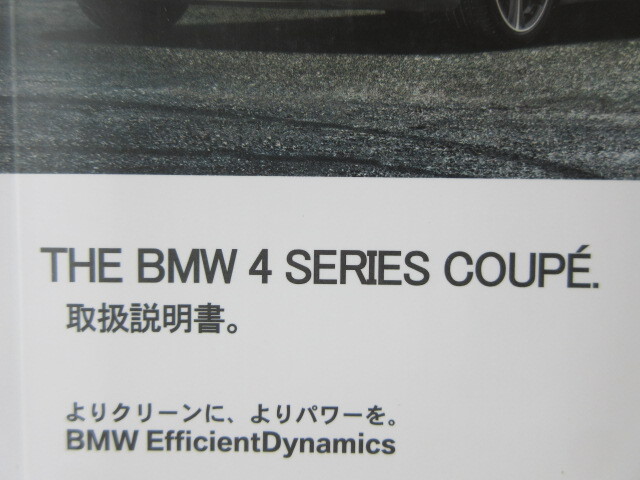 THE BMW 4 SERIES COUPÉ.
取扱説明書。
よりクリーンに、よりパワーを。
BMW EfficientDynamics